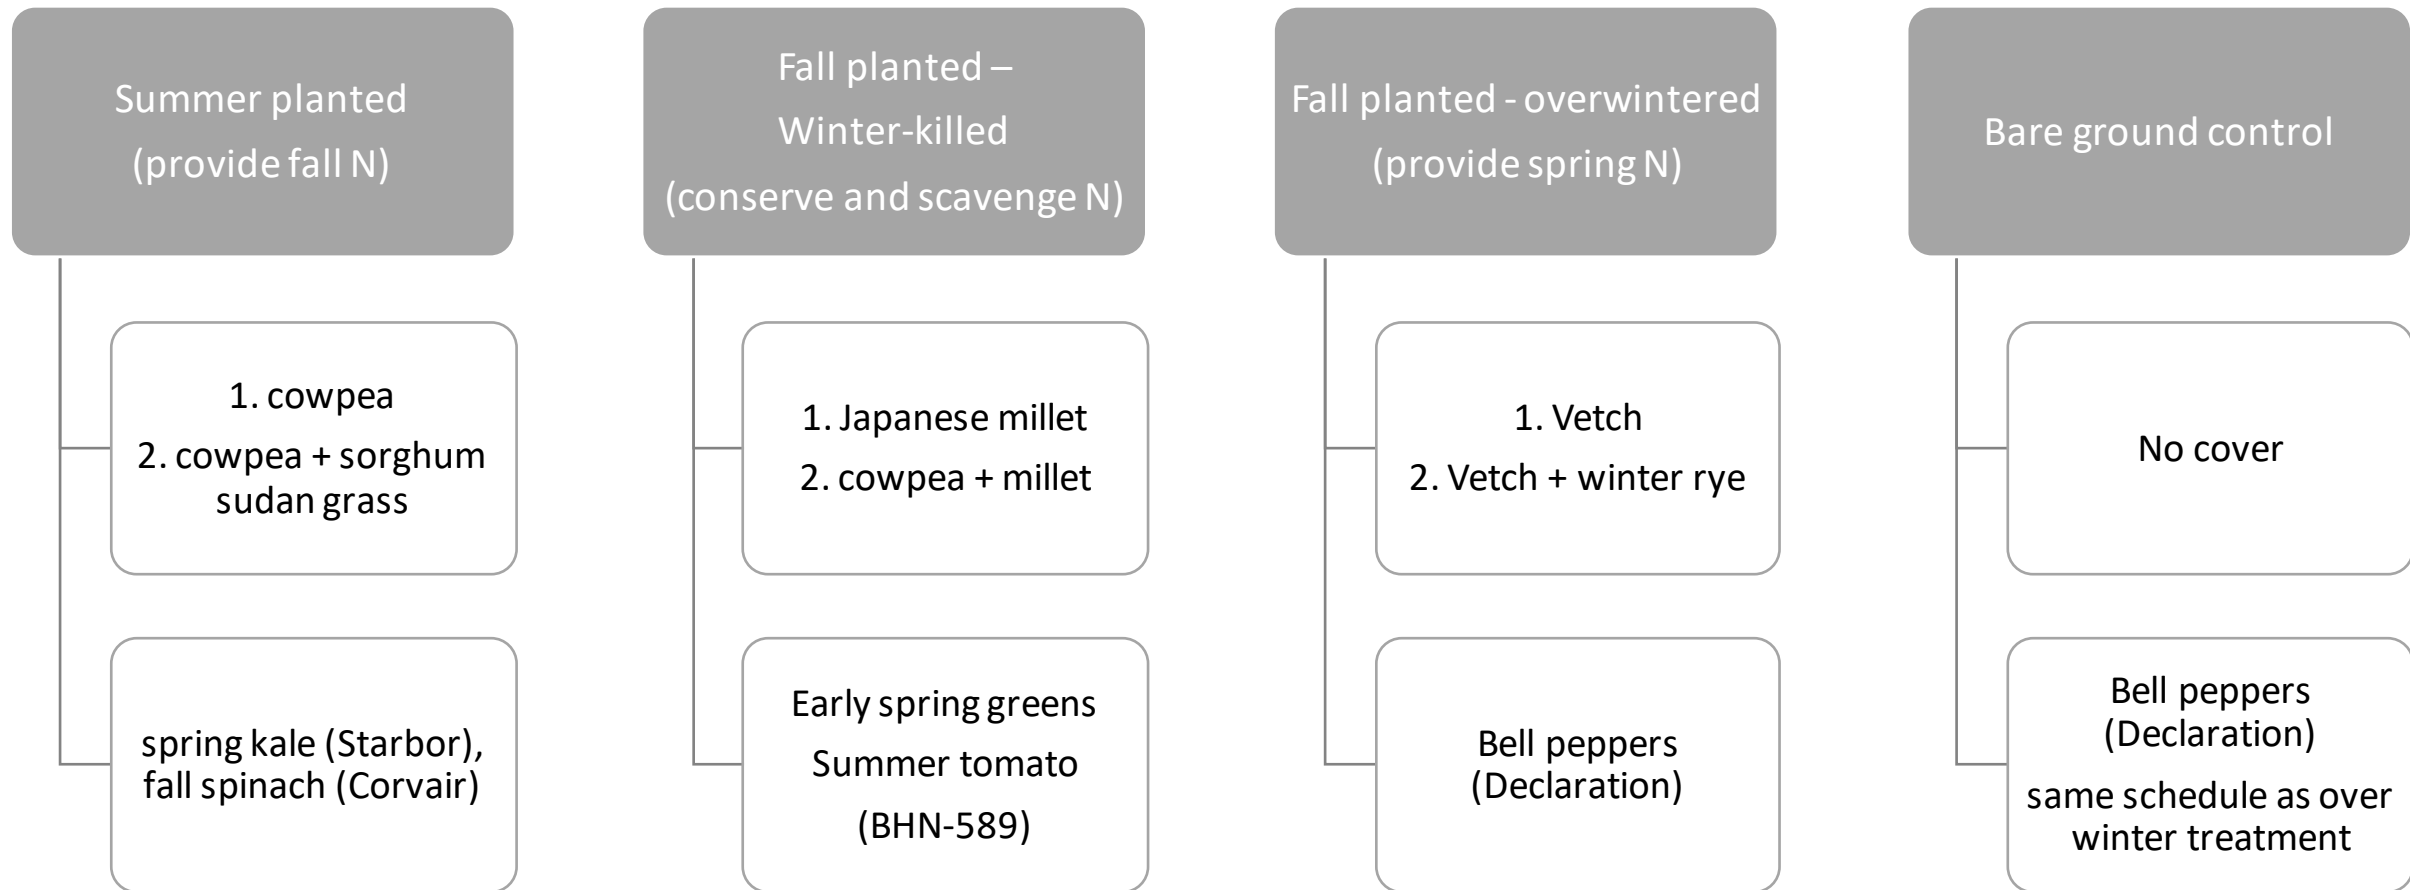 Summer planted
(provide fall N)
1. cowpea
2. cowpea + sorghum
sudan grass
spring kale (Starbor),
fall spinach (Corvair)
Fall planted –
Winter-killed
(conserve and scavenge N)
1. Japanese millet
2. cowpea + millet
Early spring greens
Summer tomato
(BHN-589)
Fall planted - overwintered
(provide spring N)
1. Vetch
2. Vetch + winter rye
Bell peppers
(Declaration)
Bare ground control
No cover
Bell peppers
(Declaration)
same schedule as over
winter treatment